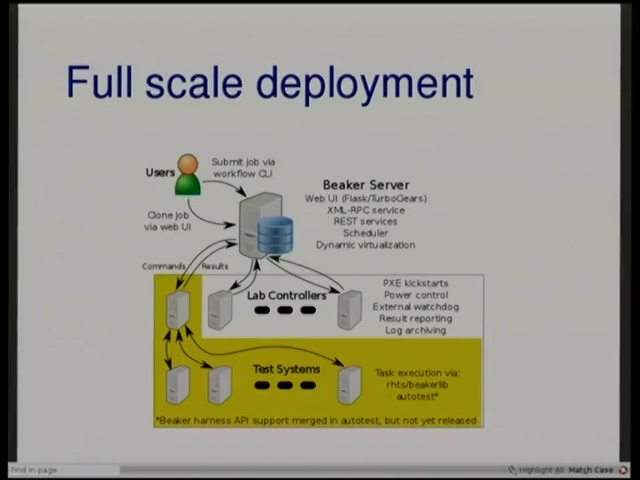 Full scale deployment
Users
Submit job via
workflow CLI
Clone job
via web UI
Beaker Server
Web UI (Flask/TurboGears)
XML-RPC service
REST services
Scheduler
Dynamic virtualization
Commands
Results
Lab Controllers
PXE kickstarts
Power control
External watchdog
Result reporting
Log archiving
Test Systems
Task execution via:
rhts/beakerlib
autotest*
*Beaker harness API support merged in autotest, but not yet released
Find in page
Highlight All Match Case